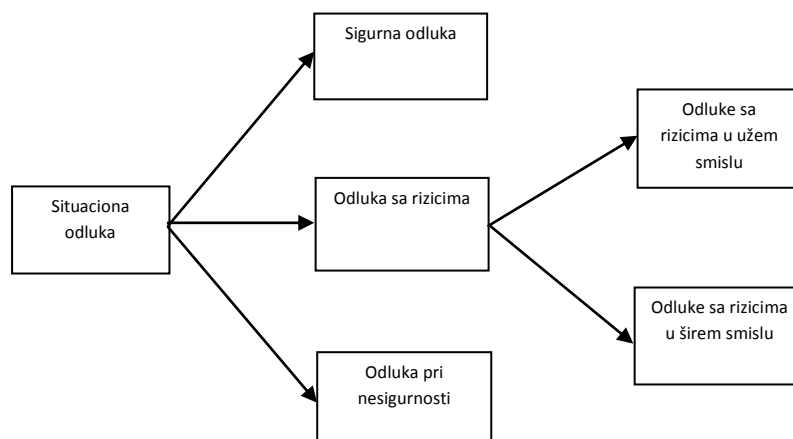 Sigurna odluka
Odluke sa
rizicima u užem
smislu
Situaciona
odluka
Odluka sa rizicima
Odluke sa rizicima
u širem smislu
Odluka pri
nesigurnosti